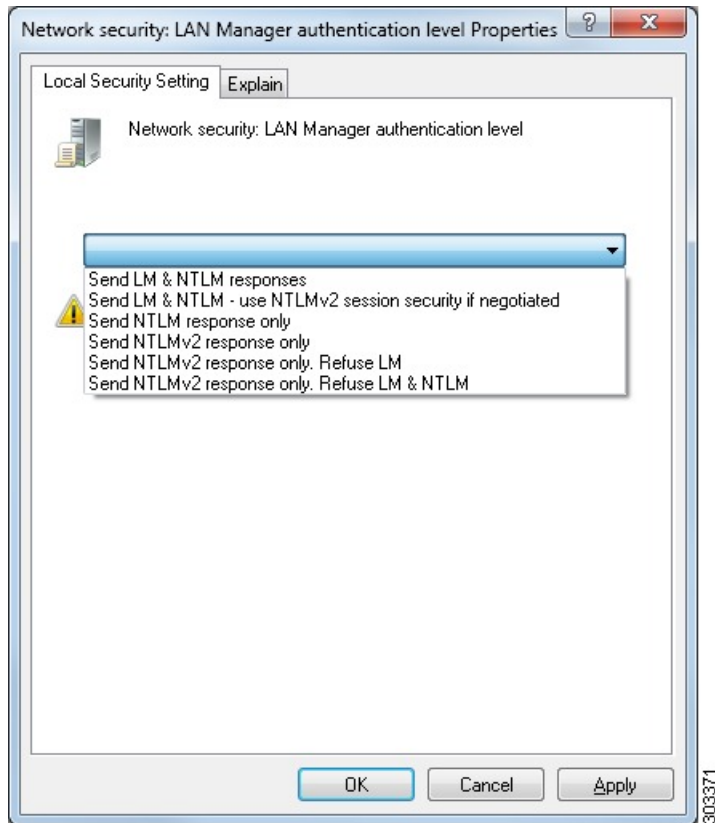 Network security: LAN Manager authentication level Properties
Local Security Setting
Explain
Network security: LAN Manager authentication level
Send LM & NTLM responses
Send LM & NTLM - use NTLMv2 session security if negotiated
Send NTLM response only
Send NTLMv2 response only
Send NTLMv2 response only. Refuse LM
Send NTLMv2 response only. Refuse LM & NTLM
OK
Cancel
Apply
303371